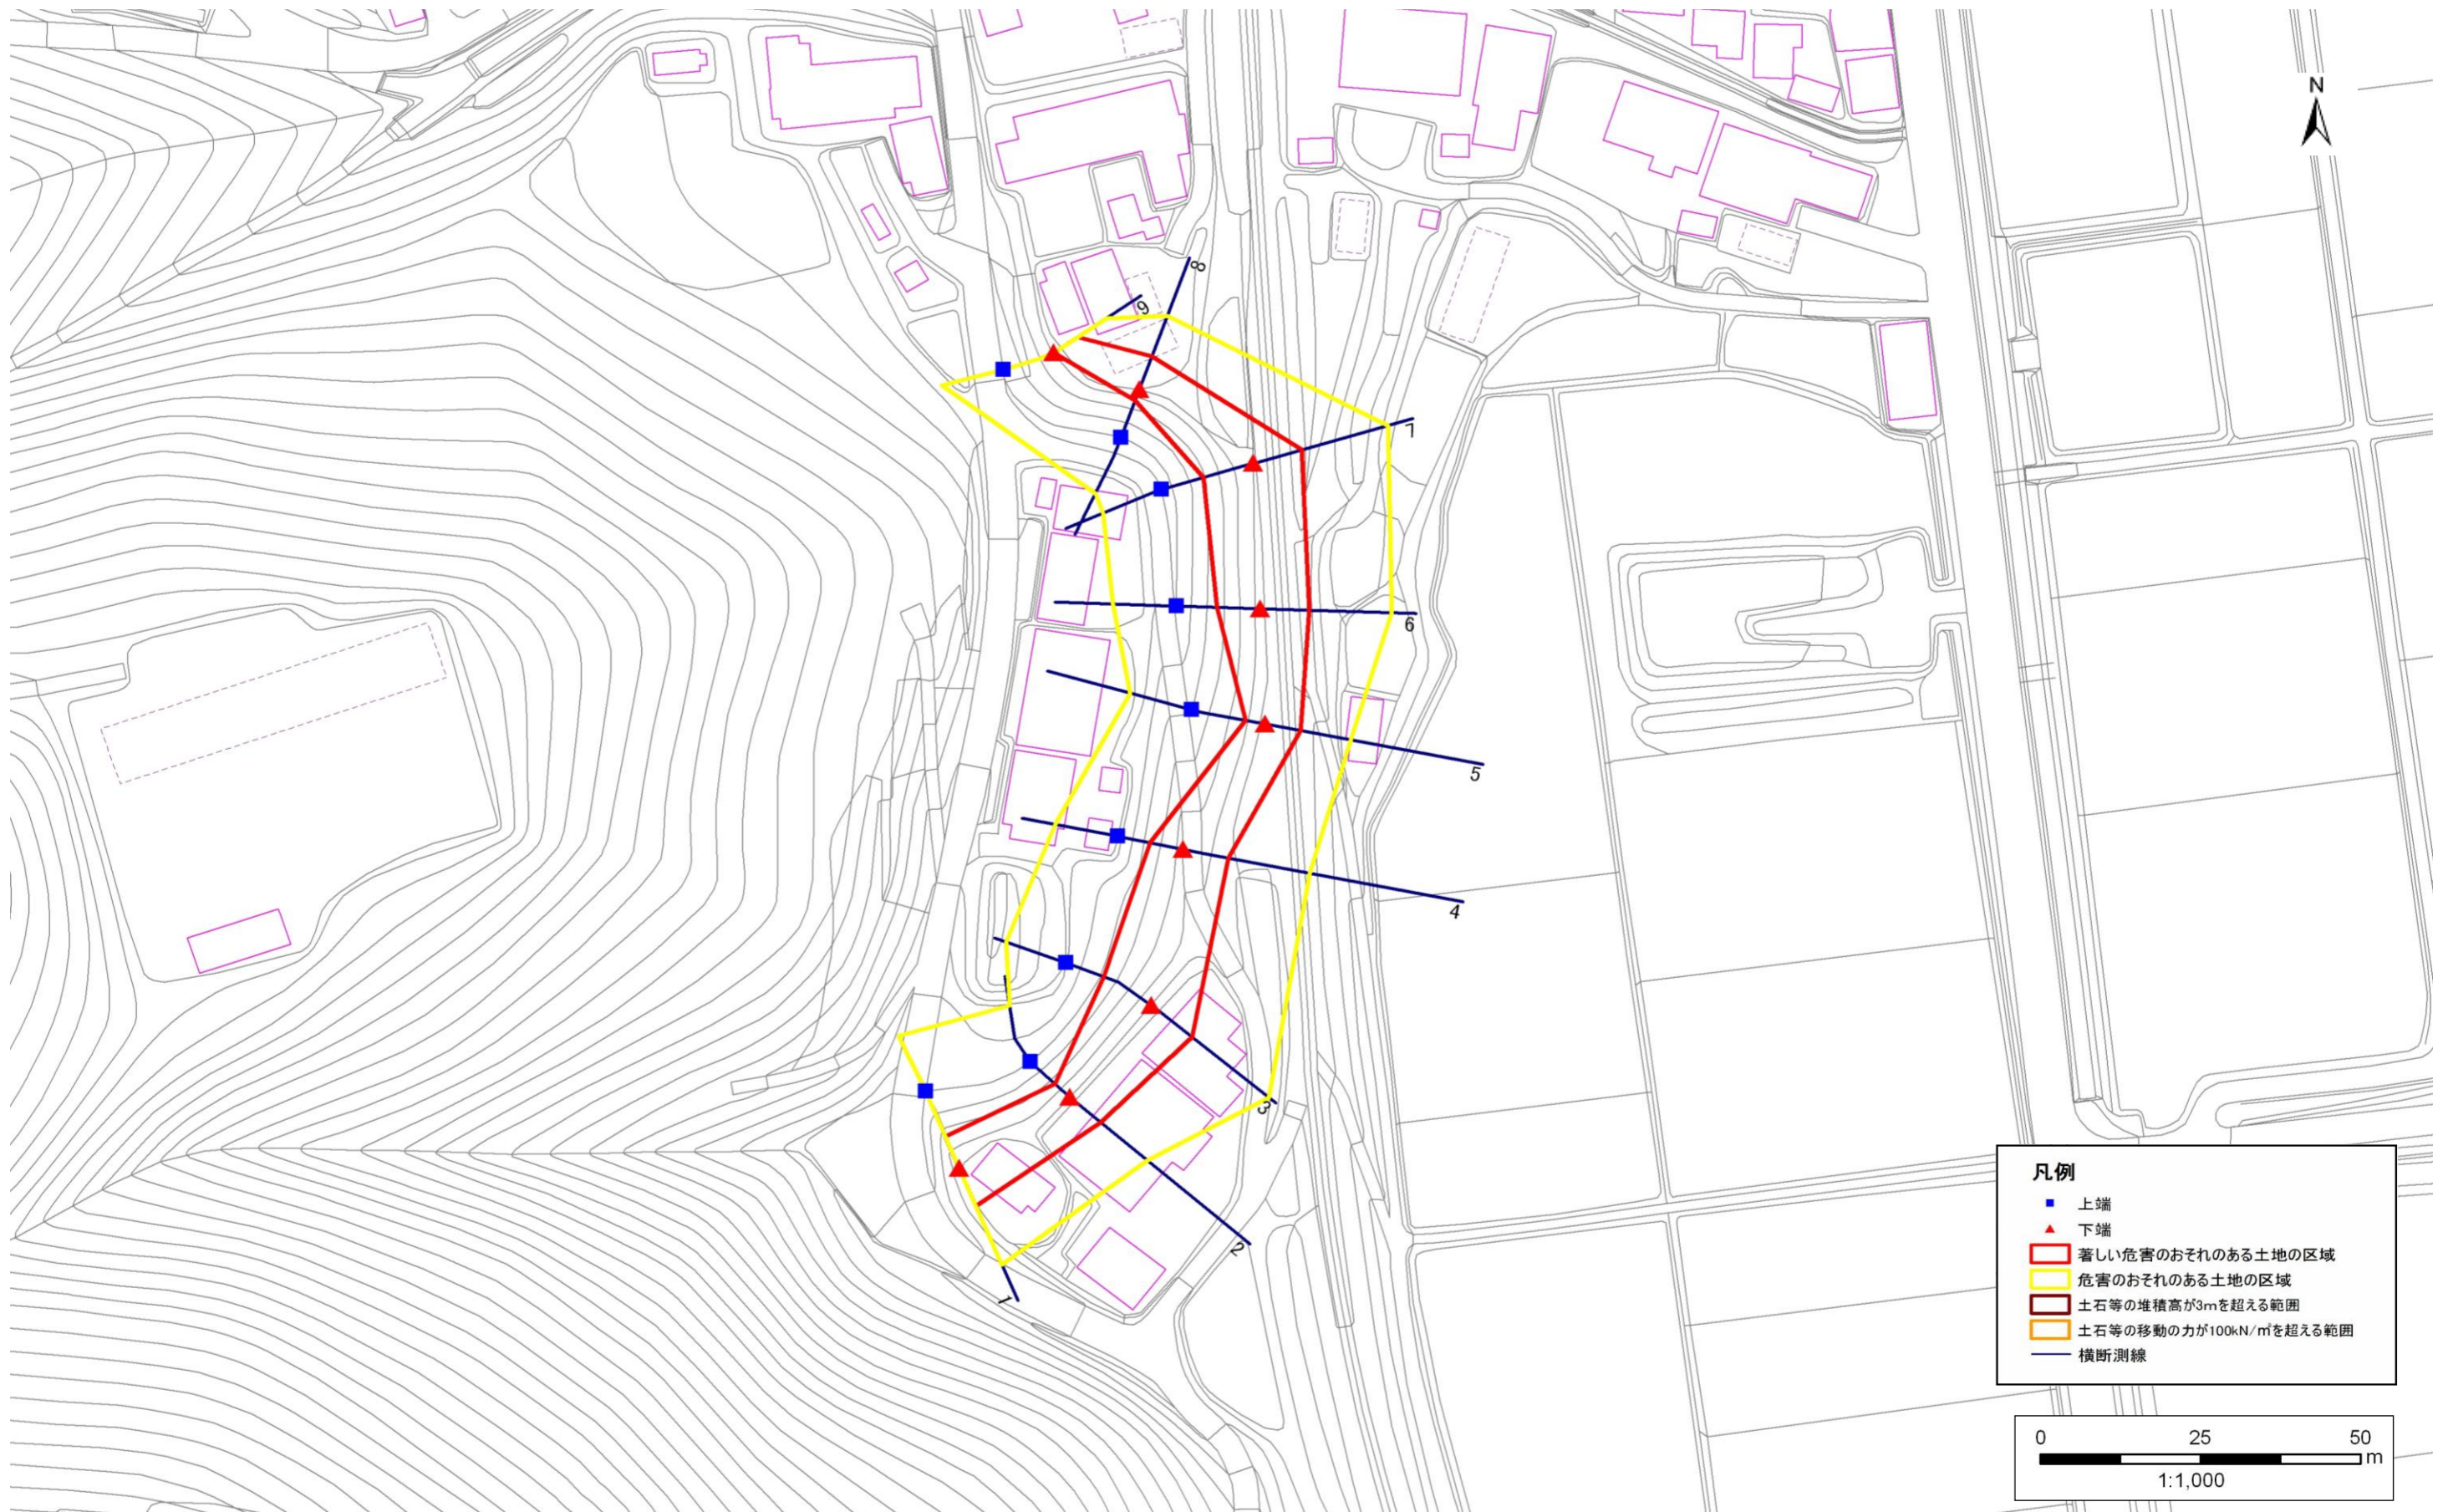 N
8
9
7
6
5
4
3
2
1
凡例
上端
下端
著しい危害のおそれのある土地の区域
危害のおそれのある土地の区域
土石等の堆積高が3mを超える範囲
土石等の移動の力が100kN/㎡を超える範囲
横断測線
0 25 50
m
1:1,000